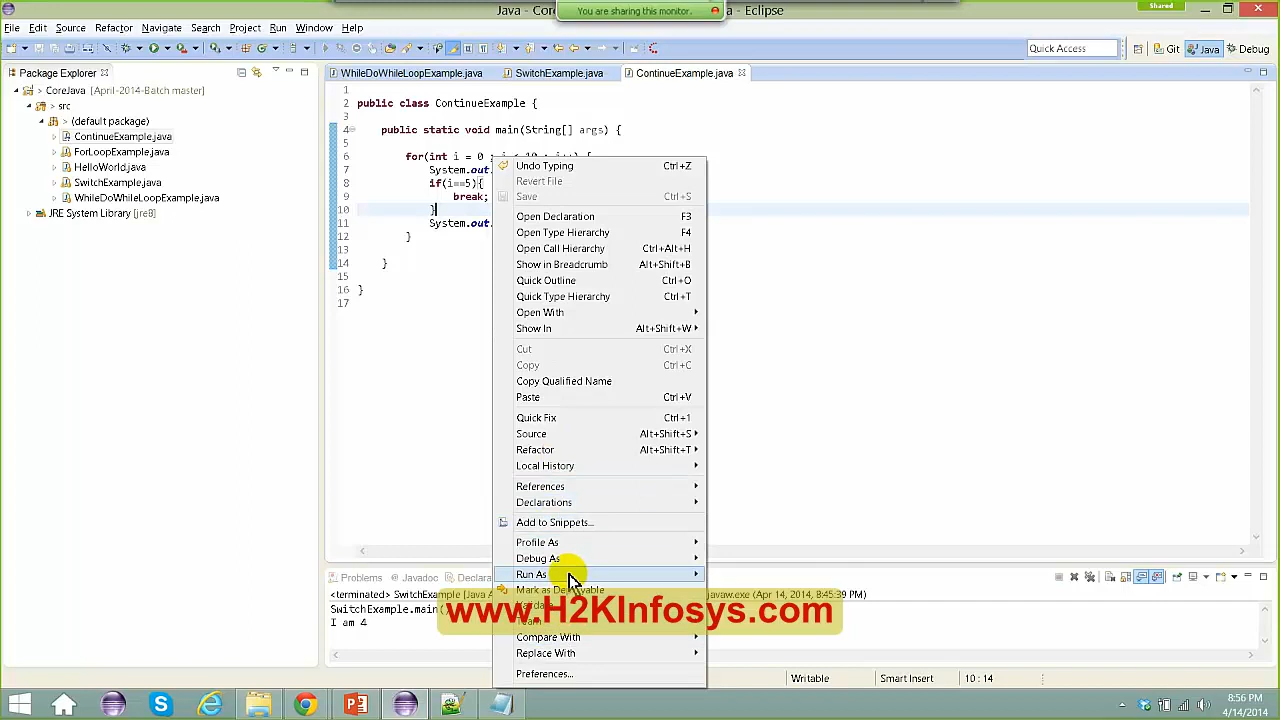 Java - Co
You are sharing this monitor.
a - Eclipse
Shared
File Edit Source Refactor Navigate Search Project Run Window Help
Quick Access
Git
Java
Debug
Package Explorer
WhileDoWhileLoopExample.java
SwitchExample.java
ContinueExample.java
CoreJava [April-2014-Batch master]
src
(default package)
ContinueExample.java
ForLoopExample.java
HelloWorld.java
SwitchExample.java
WhileDoWhileLoopExample.java
JRE System Library [jre8]
1
2 public class ContinueExample {
3
4 public static void main(String[] args) {
5
6 for(int i = 0 ; i < 10 ; i++) {
7 System.out.
8 if(i==5){
9 break;
10 }
11 System.out.
12 }
13
14 }
15
16 }
17
Undo Typing Ctrl+Z
Revert File
Save Ctrl+S
Open Declaration F3
Open Type Hierarchy F4
Open Call Hierarchy Ctrl+Alt+H
Show in Breadcrumb Alt+Shift+B
Quick Outline Ctrl+O
Quick Type Hierarchy Ctrl+T
Open With
Show In Alt+Shift+W
Cut Ctrl+X
Copy Ctrl+C
Copy Qualified Name
Paste Ctrl+V
Quick Fix Ctrl+1
Source Alt+Shift+S
Refactor Alt+Shift+T
Local History
References
Declarations
Add to Snippets...
Profile As
Debug As
Run As
Mark as Deployable
Team
Compare With
Replace With
Preferences...
Problems
Javadoc
Declara
<terminated> SwitchExample [Java A
javaw.exe (Apr 14, 2014, 8:45:39 PM)
SwitchExample.main()
I am 4
www.H2KInfosys.com
Writable
Smart Insert
10 : 14
8:56 PM
4/14/2014